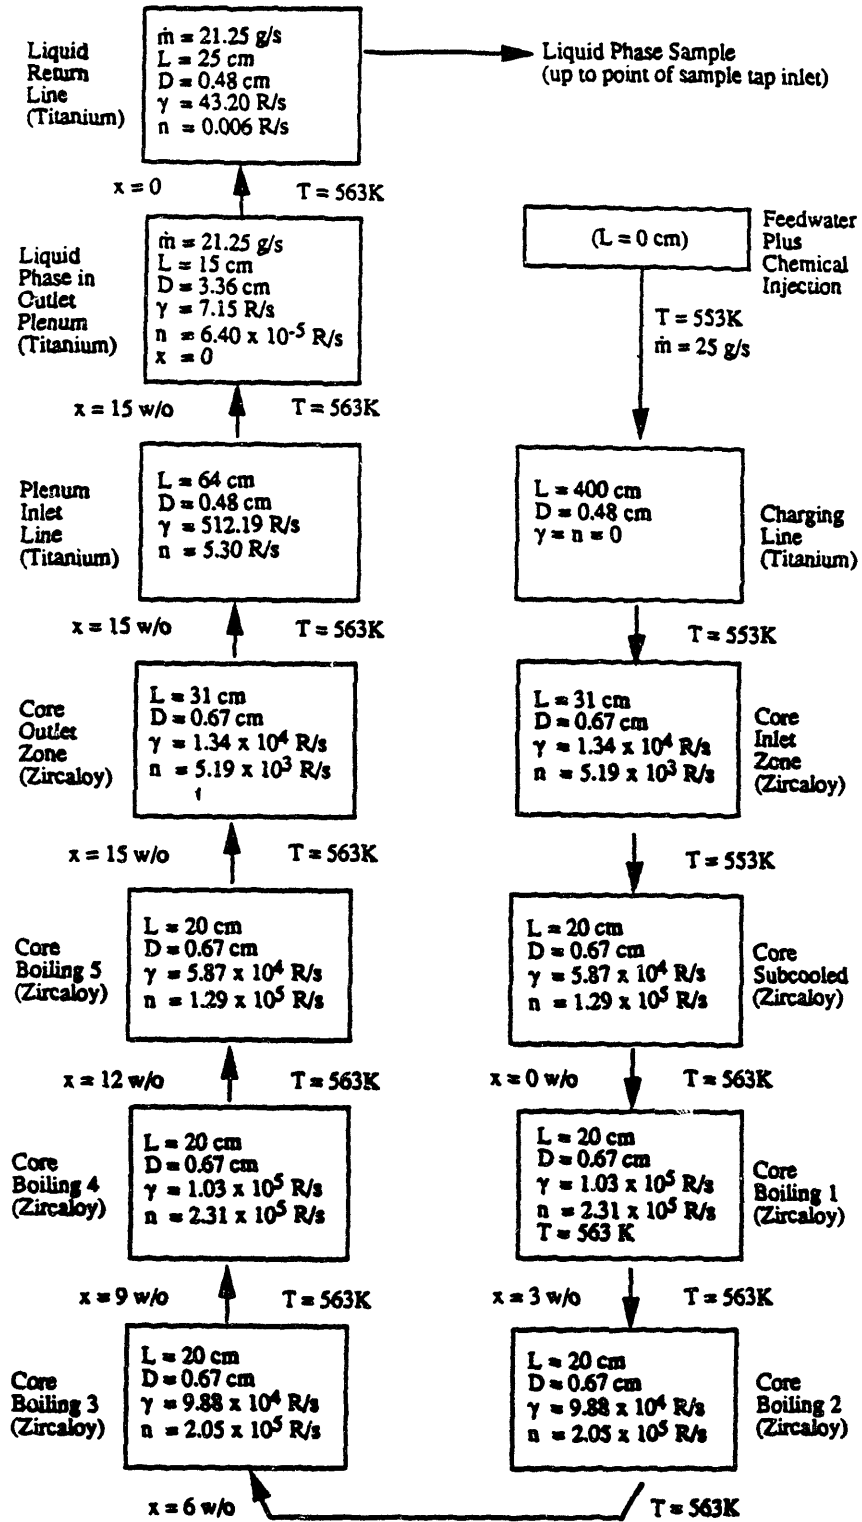 Liquid
Return
Line
(Titanium)
ṁ = 21.25 g/s
L = 25 cm
D = 0.48 cm
γ = 43.20 R/s
n = 0.006 R/s
Liquid Phase Sample
(up to point of sample tap inlet)
x = 0
T = 563K
Liquid
Phase in
Outlet
Plenum
(Titanium)
ṁ = 21.25 g/s
L = 15 cm
D = 3.36 cm
γ = 7.15 R/s
n = 6.40 x 10⁻⁵ R/s
x = 0
(L = 0 cm)
Feedwater
Plus
Chemical
Injection
T = 553K
ṁ = 25 g/s
x = 15 w/o
T = 563K
Plenum
Inlet
Line
(Titanium)
L = 64 cm
D = 0.48 cm
γ = 512.19 R/s
n = 5.30 R/s
L = 400 cm
D = 0.48 cm
γ = n = 0
Charging
Line
(Titanium)
x = 15 w/o
T = 563K
T = 553K
Core
Outlet
Zone
(Zircaloy)
L = 31 cm
D = 0.67 cm
γ = 1.34 x 10⁴ R/s
n = 5.19 x 10³ R/s
L = 31 cm
D = 0.67 cm
γ = 1.34 x 10⁴ R/s
n = 5.19 x 10³ R/s
Core
Inlet
Zone
(Zircaloy)
x = 15 w/o
T = 563K
T = 553K
Core
Boiling 5
(Zircaloy)
L = 20 cm
D = 0.67 cm
γ = 5.87 x 10⁴ R/s
n = 1.29 x 10⁵ R/s
L = 20 cm
D = 0.67 cm
γ = 5.87 x 10⁴ R/s
n = 1.29 x 10⁵ R/s
Core
Subcooled
(Zircaloy)
x = 12 w/o
T = 563K
x = 0 w/o
T = 563K
Core
Boiling 4
(Zircaloy)
L = 20 cm
D = 0.67 cm
γ = 1.03 x 10⁵ R/s
n = 2.31 x 10⁵ R/s
L = 20 cm
D = 0.67 cm
γ = 1.03 x 10⁵ R/s
n = 2.31 x 10⁵ R/s
T = 563 K
Core
Boiling 1
(Zircaloy)
x = 9 w/o
T = 563K
x = 3 w/o
T = 563K
Core
Boiling 3
(Zircaloy)
L = 20 cm
D = 0.67 cm
γ = 9.88 x 10⁴ R/s
n = 2.05 x 10⁵ R/s
L = 20 cm
D = 0.67 cm
γ = 9.88 x 10⁴ R/s
n = 2.05 x 10⁵ R/s
Core
Boiling 2
(Zircaloy)
x = 6 w/o
T = 563K